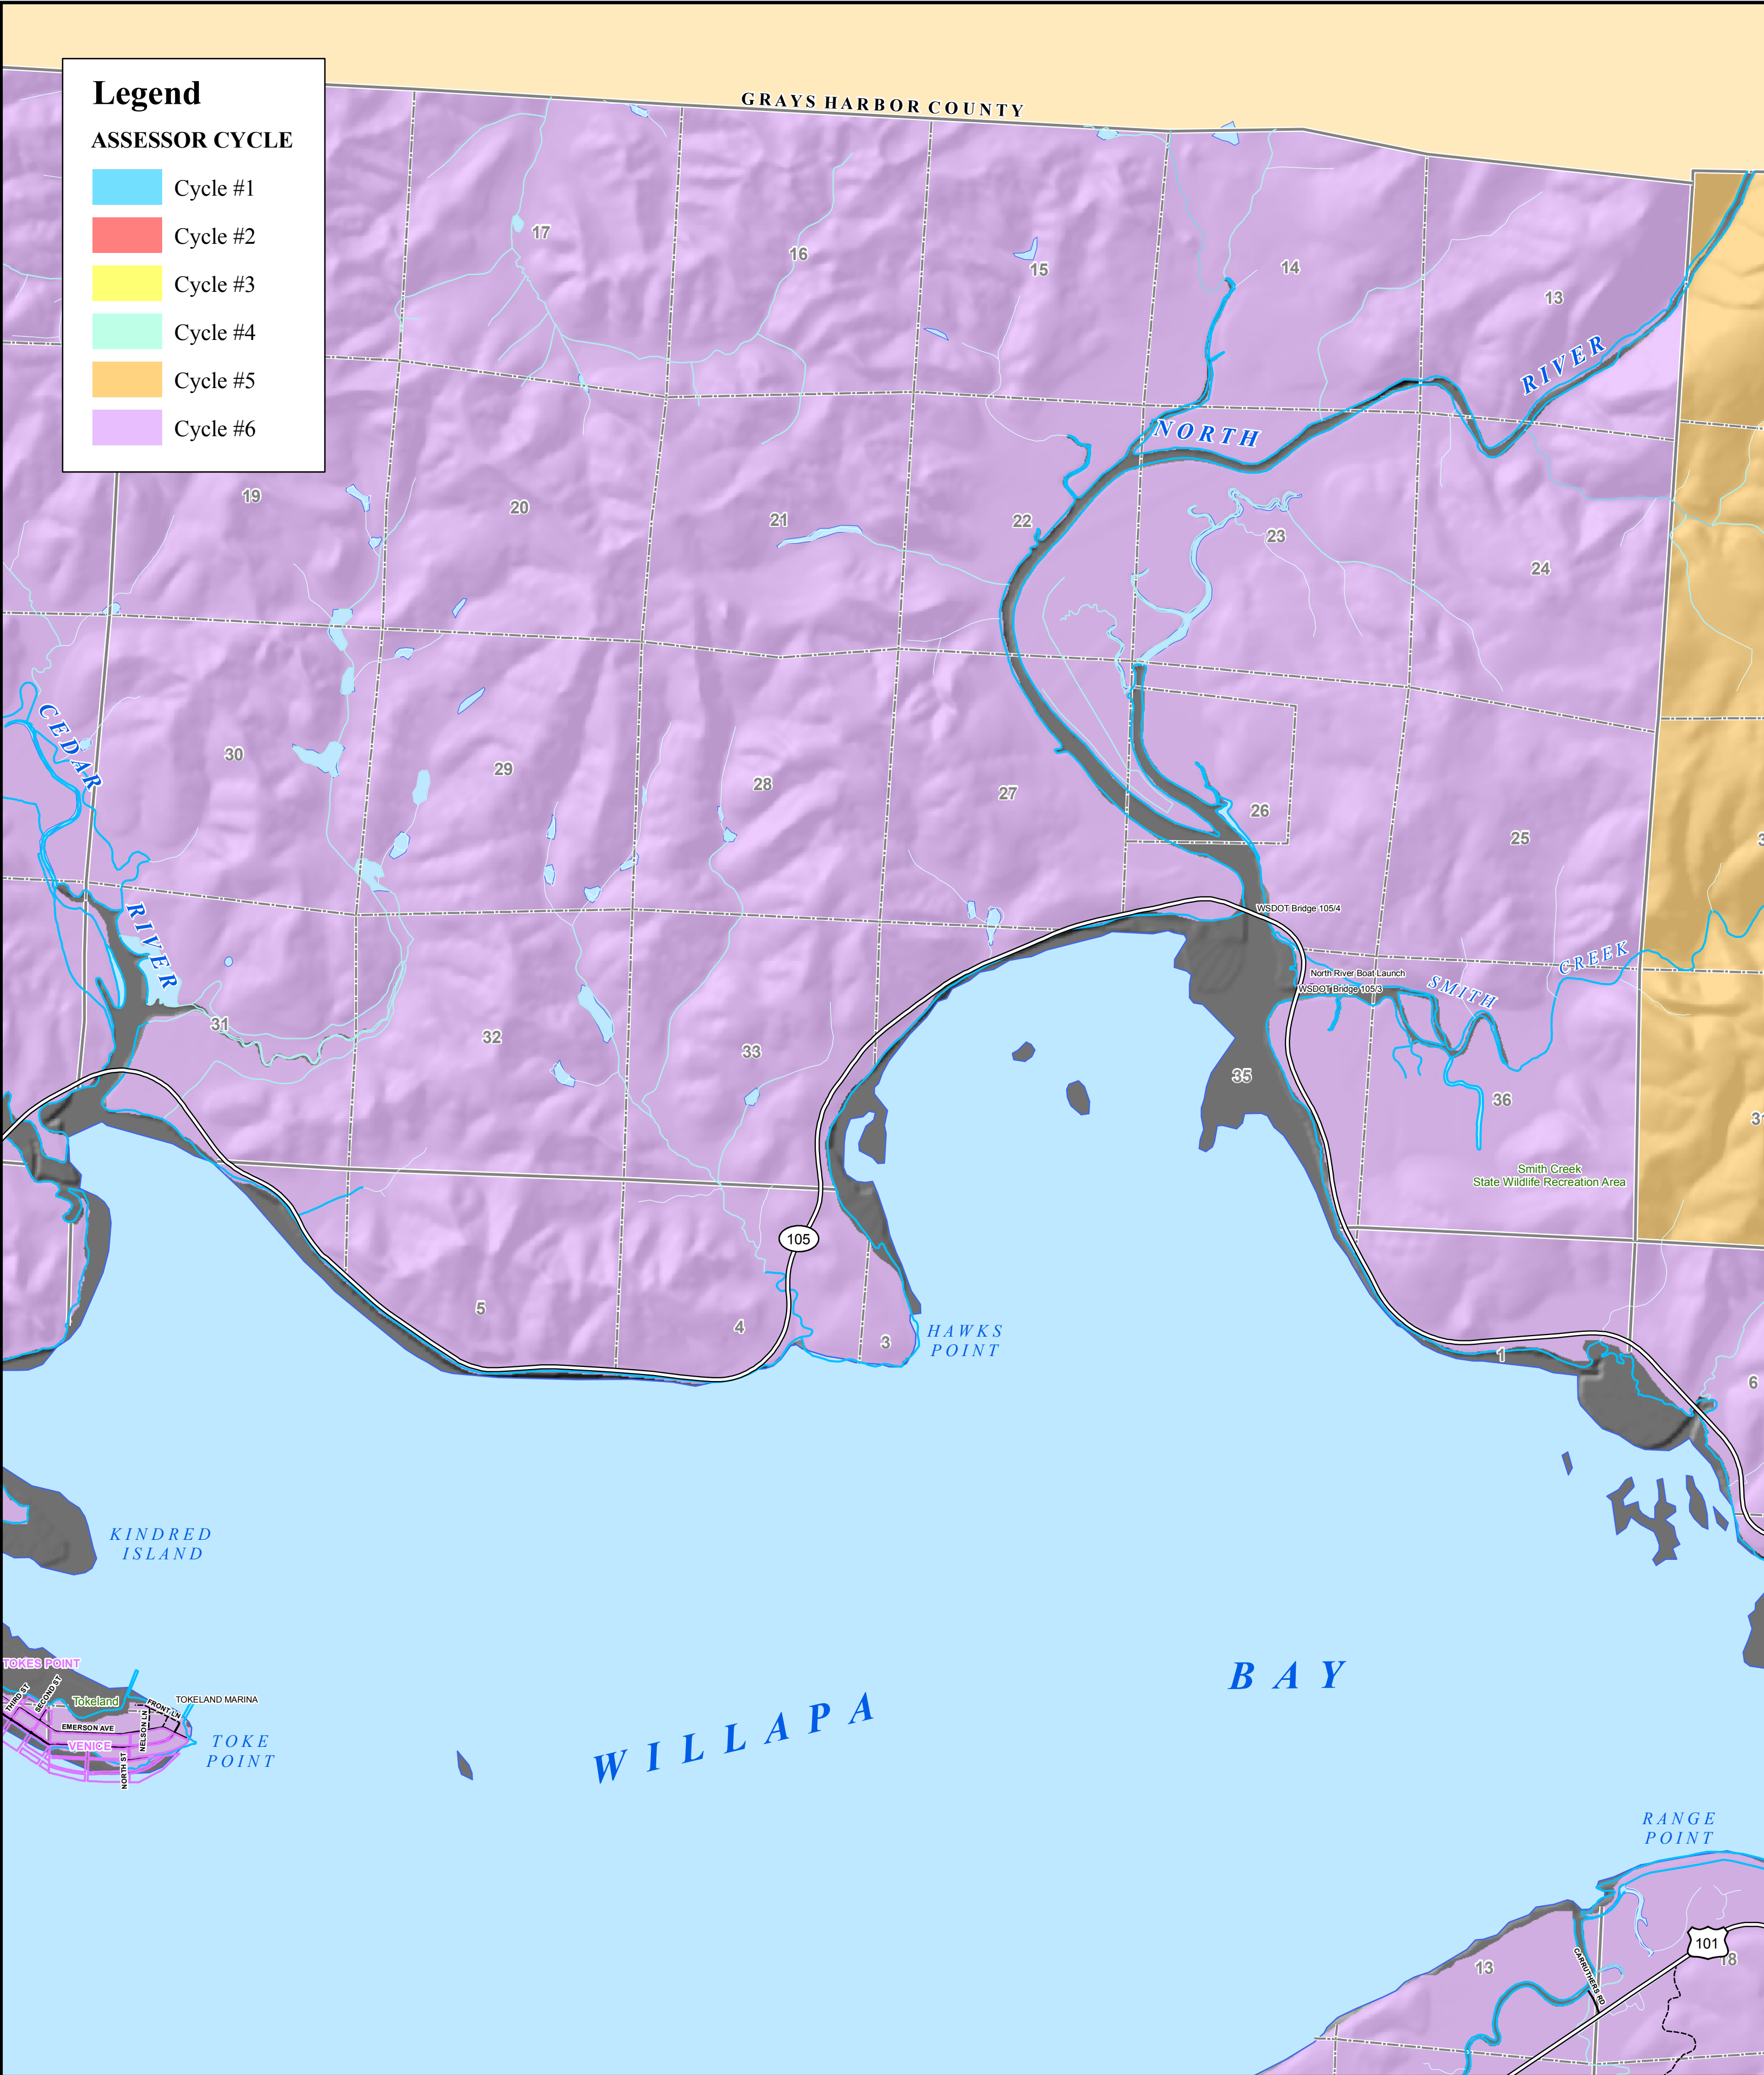 Legend
ASSESSOR CYCLE
Cycle #1
Cycle #2
Cycle #3
Cycle #4
Cycle #5
Cycle #6
GRAYS HARBOR COUNTY
17
16
15
14
13
RIVER
NORTH
19
20
21
22
23
24
CEDAR
RIVER
30
29
28
27
26
25
WSDOT Bridge 105/4
North River Boat Launch
WSDOT Bridge 105/3
SMITH
CREEK
31
32
33
35
36
Smith Creek
State Wildlife Recreation Area
105
5
4
3
HAWKS
POINT
1
6
KINDRED
ISLAND
TOKES POINT
THIRD ST
SECOND ST
Tokeland
FRONT LN
TOKELAND MARINA
EMERSON AVE
NELSON LN
VENICE
NORTH ST
TOKE
POINT
WILLAPA
BAY
RANGE
POINT
101
13
18
CARRUTHERS RD